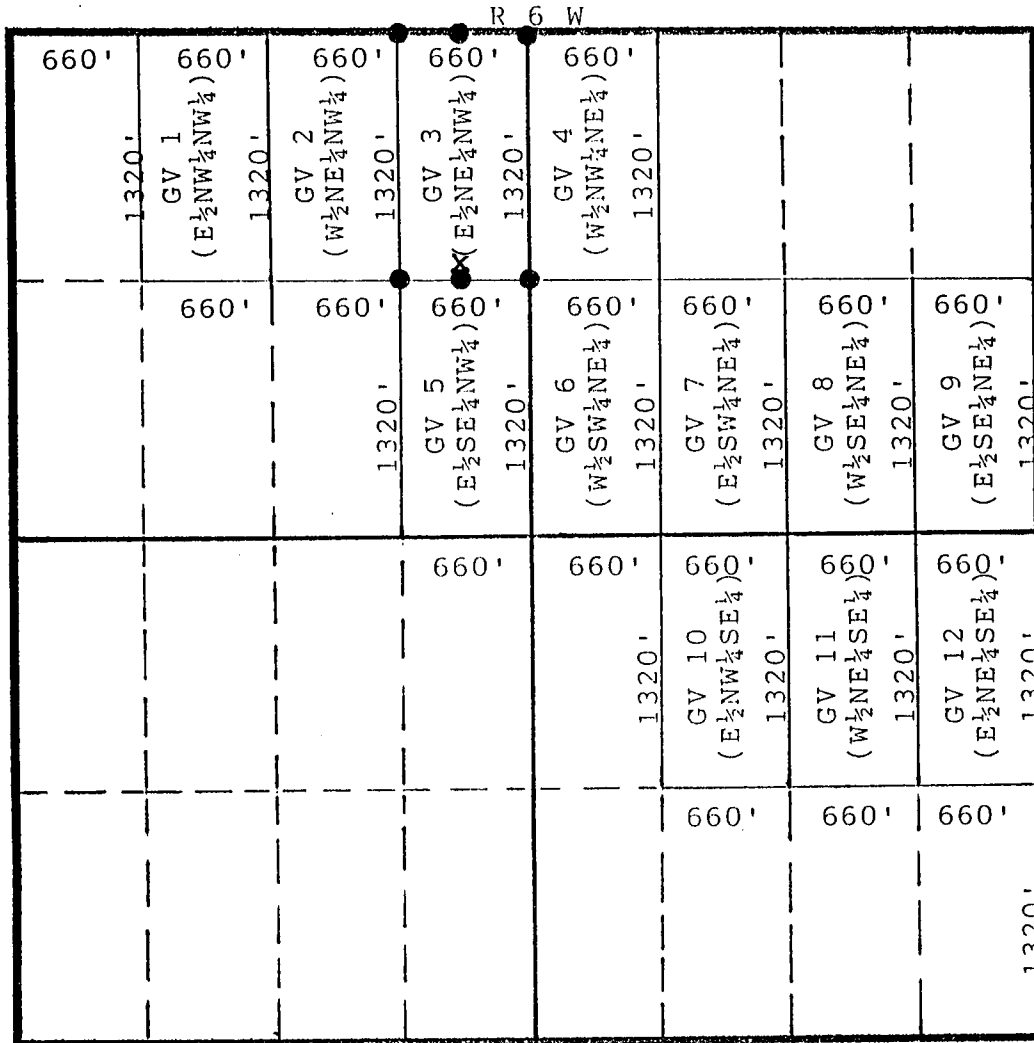 R 6 W
660' 660' 660' 660' 660'
1320'
GV 1
(E½NW¼NW¼)
1320'
GV 2
(W½NE¼NW¼)
1320'
GV 3
(E½NE¼NW¼)
1320'
GV 4
(W½NW¼NE¼)
1320'
X
660' 660' 660' 660' 660' 660' 660'
1320'
GV 5
(E½SE¼NW¼)
1320'
GV 6
(W½SW¼NE¼)
1320'
GV 7
(E½SW¼NE¼)
1320'
GV 8
(W½SE¼NE¼)
1320'
GV 9
(E½SE¼NE¼)
1320'
660' 660' 660' 660' 660'
1320'
GV 10
(E½NW¼SE¼)
1320'
GV 11
(W½NE¼SE¼)
1320'
GV 12
(E½NE¼SE¼)
1320'
660' 660' 660'
1320'